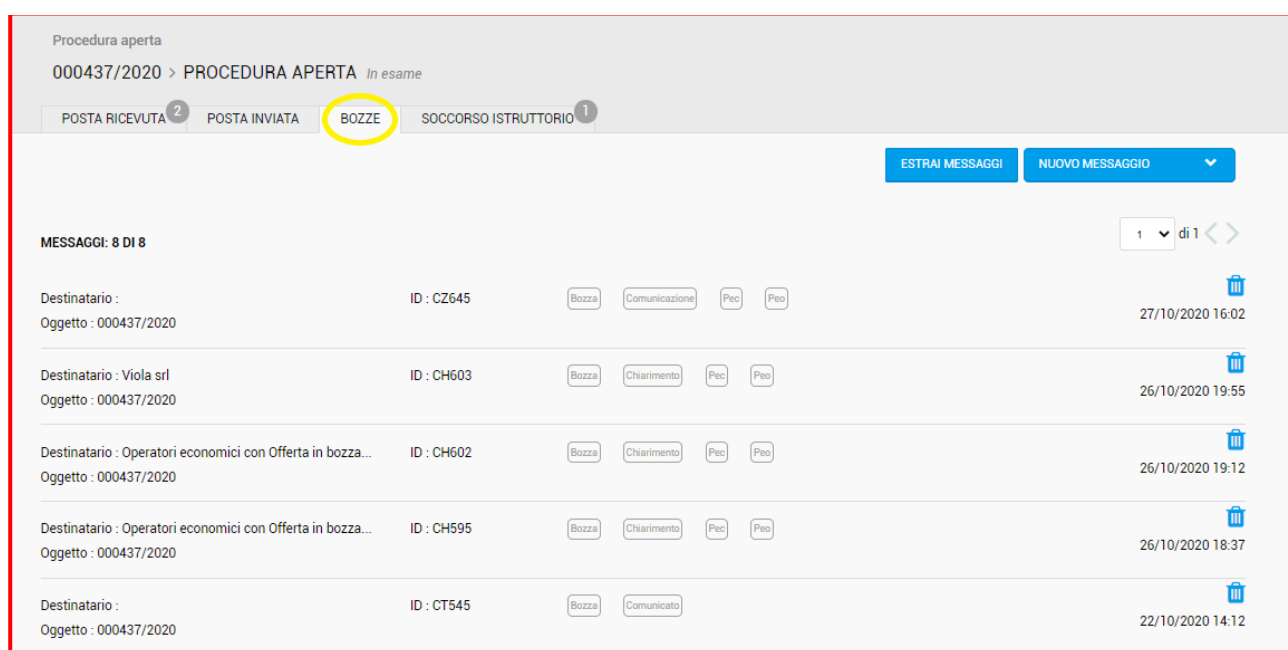 Procedura aperta
000437/2020 > PROCEDURA APERTA In esame
POSTA RICEVUTA 2 POSTA INVIATA BOZZE SOCCORSO ISTRUTTORIO 1
ESTRAI MESSAGGI NUOVO MESSAGGIO
MESSAGGI: 8 DI 8 1 di 1
Destinatario : ID : CZ645 Bozza Comunicazione Pec Peo
Oggetto : 000437/2020 27/10/2020 16:02
Destinatario : Viola srl ID : CH603 Bozza Chiarimento Pec Peo
Oggetto : 000437/2020 26/10/2020 19:55
Destinatario : Operatori economici con Offerta in bozza... ID : CH602 Bozza Chiarimento Pec Peo
Oggetto : 000437/2020 26/10/2020 19:12
Destinatario : Operatori economici con Offerta in bozza... ID : CH595 Bozza Chiarimento Pec Peo
Oggetto : 000437/2020 26/10/2020 18:37
Destinatario : ID : CT545 Bozza Comunicato
Oggetto : 000437/2020 22/10/2020 14:12